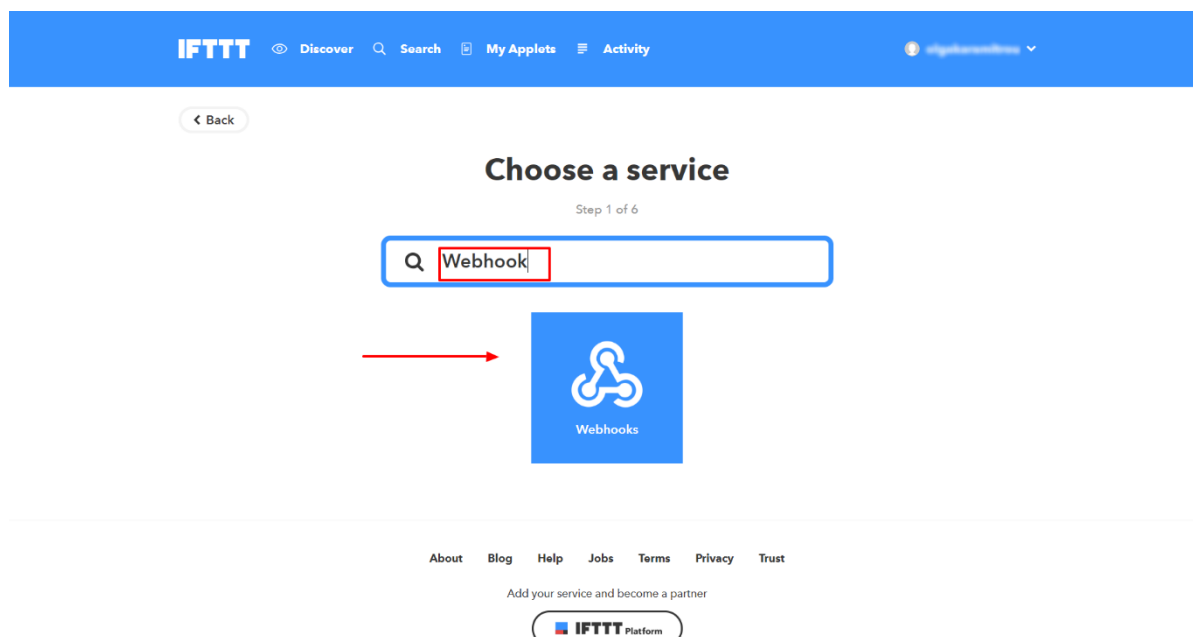 IFTTT Discover Search My Applets Activity
Back
Choose a service
Step 1 of 6
Webhook
Webhooks
About Blog Help Jobs Terms Privacy Trust
Add your service and become a partner
IFTTT Platform